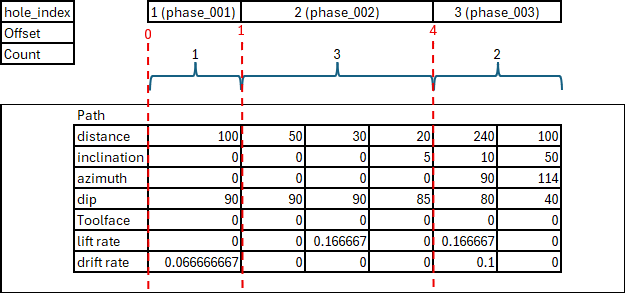 hole_index 1 (phase_001) 2 (phase_002) 3 (phase_003)
Offset 0 1 4
Count 1 3 2
Path
distance 100 50 30 20 240 100
inclination 0 0 0 5 10 50
azimuth 0 0 0 0 90 114
dip 90 90 90 85 80 40
Toolface 0 0 0 0 0 0
lift rate 0 0 0.166667 0 0.166667 0
drift rate 0.066666667 0 0 0 0.1 0